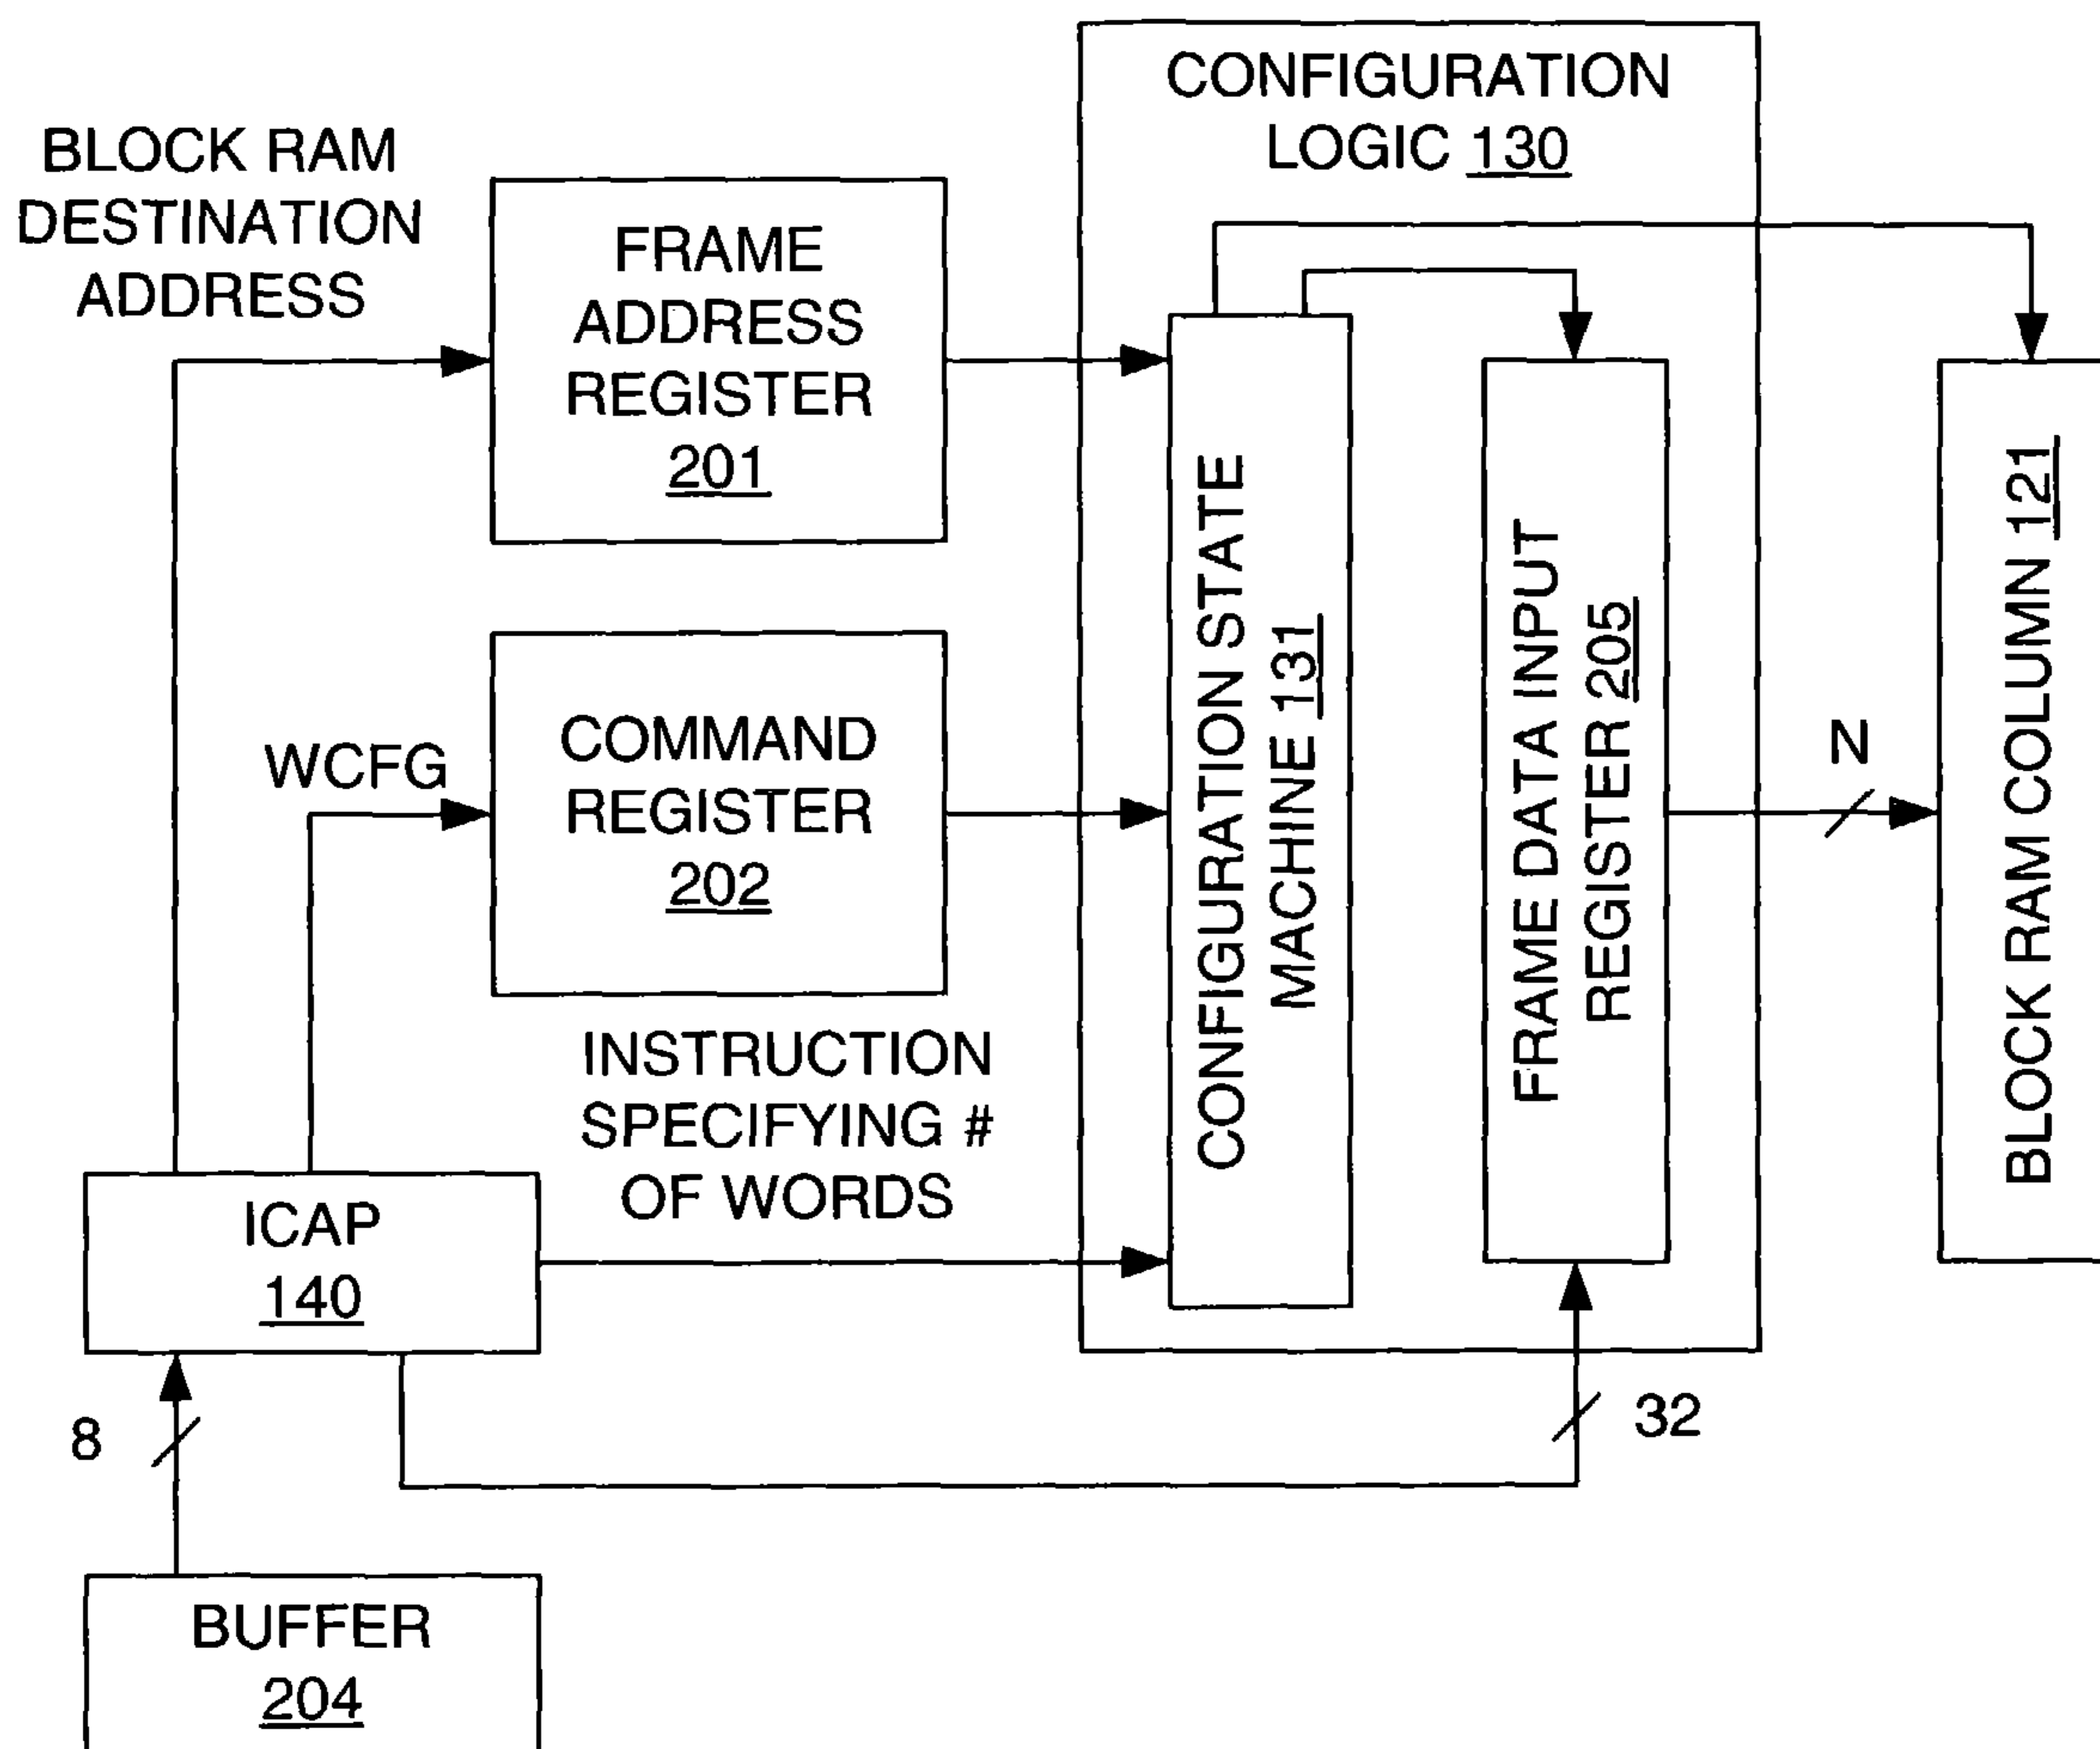 CONFIGURATION
LOGIC 130
BLOCK RAM
DESTINATION
ADDRESS
FRAME
ADDRESS
REGISTER
201
WCFG
COMMAND
REGISTER
202
CONFIGURATION STATE
MACHINE 131
FRAME DATA INPUT
REGISTER 205
N
BLOCK RAM COLUMN 121
INSTRUCTION
SPECIFYING #
OF WORDS
ICAP
140
8
32
BUFFER
204